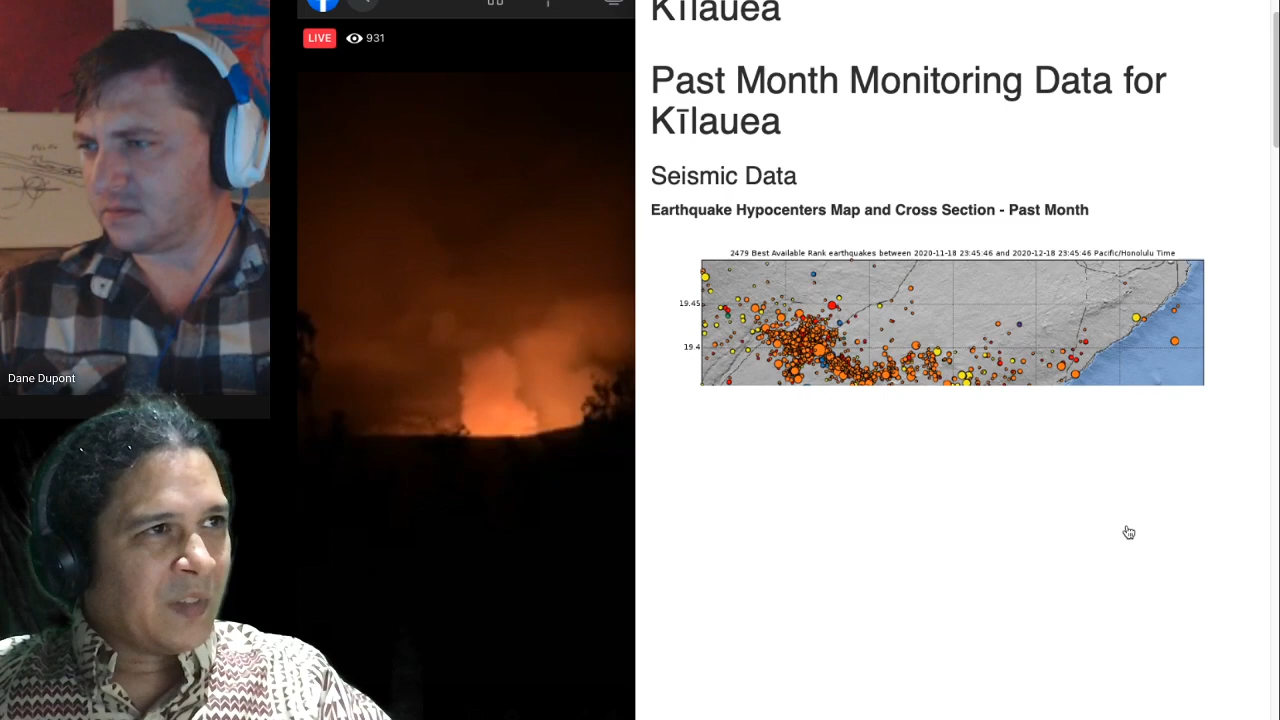 Dane Dupont
LIVE
931
Kīlauea
Past Month Monitoring Data for
Kīlauea
Seismic Data
Earthquake Hypocenters Map and Cross Section - Past Month
2479 Best Available Rank earthquakes between 2020-11-18 23:45:46 and 2020-12-18 23:45:46 Pacific/Honolulu Time
19.45
19.4